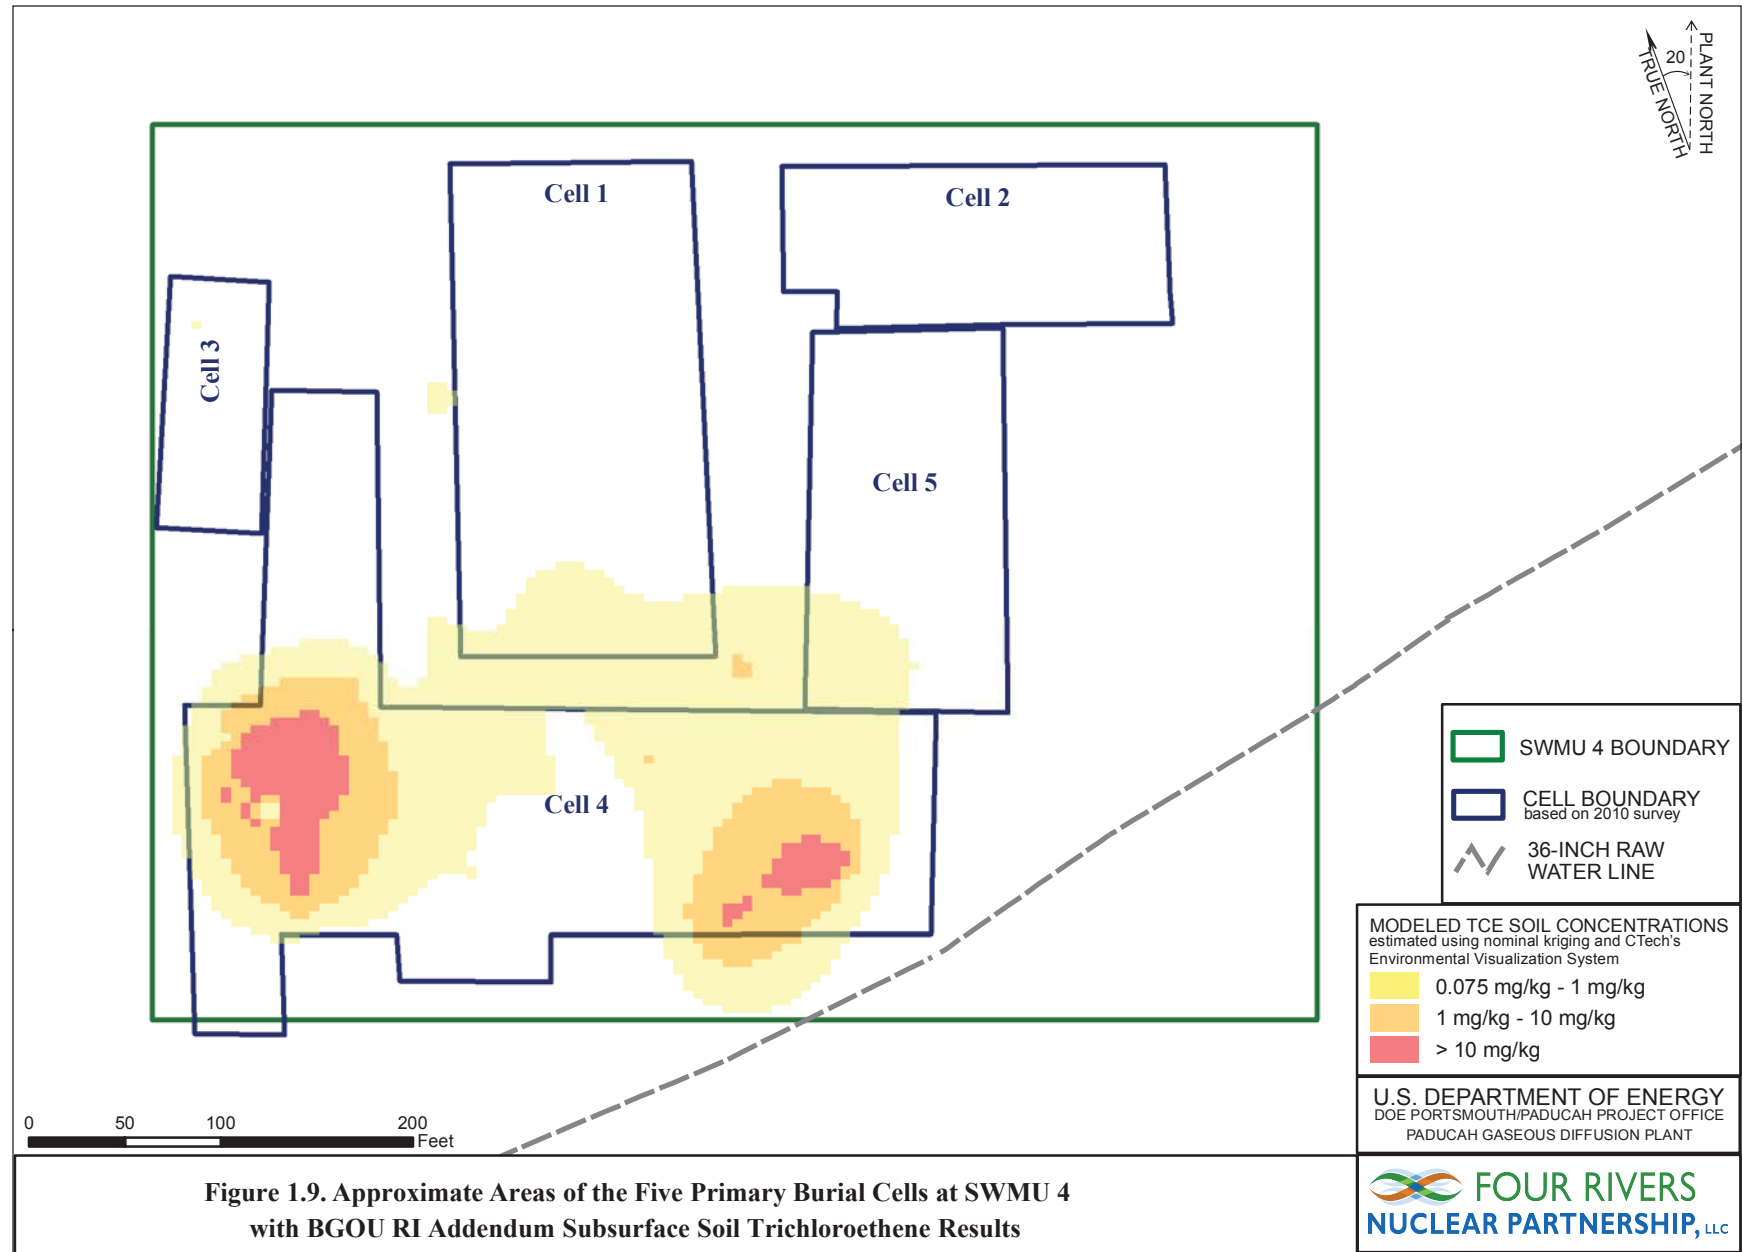 PLANT NORTH
20
TRUE NORTH
Cell 1
Cell 2
Cell 3
Cell 5
Cell 4
SWMU 4 BOUNDARY
CELL BOUNDARY
based on 2010 survey
36-INCH RAW
WATER LINE
MODELED TCE SOIL CONCENTRATIONS
estimated using nominal kriging and CTech's
Environmental Visualization System
0.075 mg/kg - 1 mg/kg
1 mg/kg - 10 mg/kg
> 10 mg/kg
U.S. DEPARTMENT OF ENERGY
DOE PORTSMOUTH/PADUCAH PROJECT OFFICE
PADUCAH GASEOUS DIFFUSION PLANT
0 50 100 200
Feet
Figure 1.9. Approximate Areas of the Five Primary Burial Cells at SWMU 4
with BGOU RI Addendum Subsurface Soil Trichloroethene Results
FOUR RIVERS
NUCLEAR PARTNERSHIP, LLC